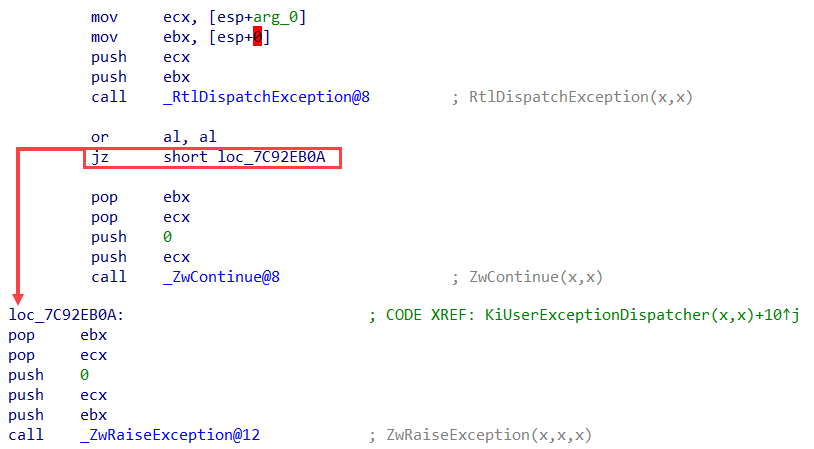 mov ecx, [esp+arg_0]
mov ebx, [esp+0]
push ecx
push ebx
call _RtlDispatchException@8 ; RtlDispatchException(x,x)
or al, al
jz short loc_7C92EB0A
pop ebx
pop ecx
push 0
push ecx
call _ZwContinue@8 ; ZwContinue(x,x)
loc_7C92EB0A: ; CODE XREF: KiUserExceptionDispatcher(x,x)+10↑j
pop ebx
pop ecx
push 0
push ecx
push ebx
call _ZwRaiseException@12 ; ZwRaiseException(x,x,x)